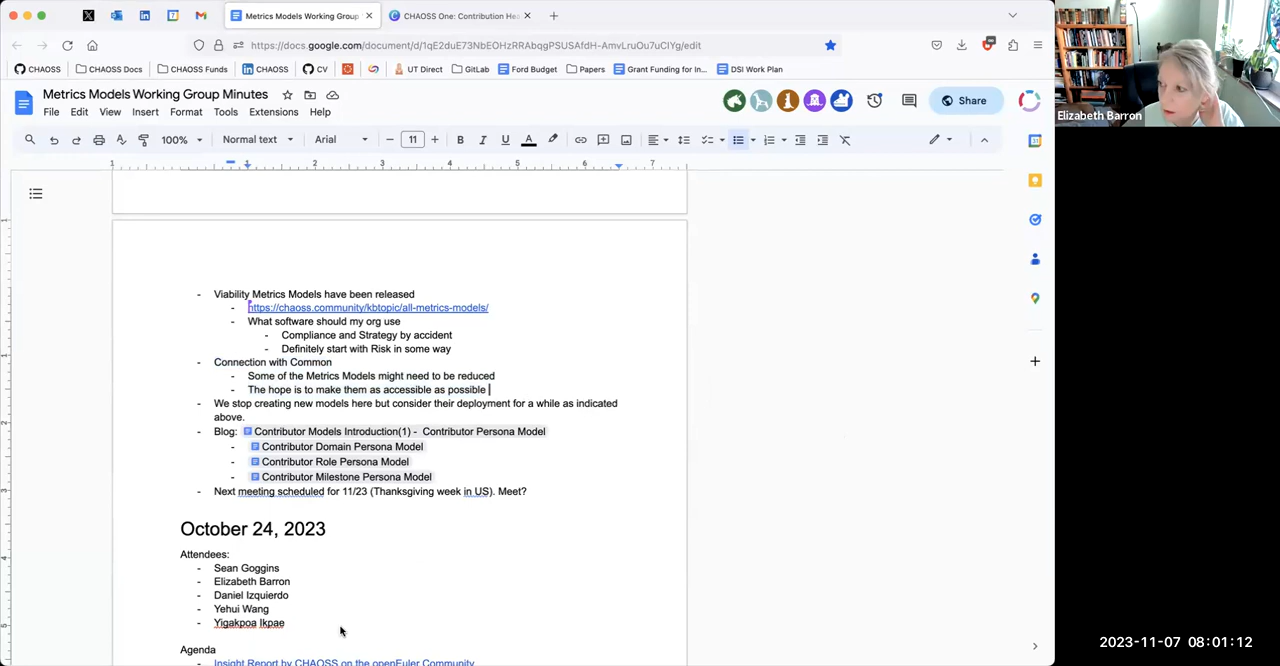 Metrics Models Working Group
CHAOSS One: Contribution He
https://docs.google.com/document/d/1qE2duE73NbEOHzRRAbqgPSUSAfdH-AmvLruOu7uCIYg/edit
CHAOSS
CHAOSS Docs
CHAOSS Funds
CHAOSS
CV
UT Direct
GitLab
Ford Budget
Papers
Grant Funding for In...
DSI Work Plan
Metrics Models Working Group Minutes
File Edit View Insert Format Tools Extensions Help
Share
100% Normal text Arial 11
1 1 2 3 4 5 6 7
Elizabeth Barron
- Viability Metrics Models have been released
- https://chaoss.community/kbtopic/all-metrics-models/
- What software should my org use
- Compliance and Strategy by accident
- Definitely start with Risk in some way
- Connection with Common
- Some of the Metrics Models might need to be reduced
- The hope is to make them as accessible as possible
- We stop creating new models here but consider their deployment for a while as indicated
above.
- Blog: Contributor Models Introduction(1) - Contributor Persona Model
- Contributor Domain Persona Model
- Contributor Role Persona Model
- Contributor Milestone Persona Model
- Next meeting scheduled for 11/23 (Thanksgiving week in US). Meet?
October 24, 2023
Attendees:
- Sean Goggins
- Elizabeth Barron
- Daniel Izquierdo
- Yehui Wang
- Yigakpoa Ikpae
Agenda
- Insight Report by CHAOSS on the openEuler Community
2023-11-07 08:01:12